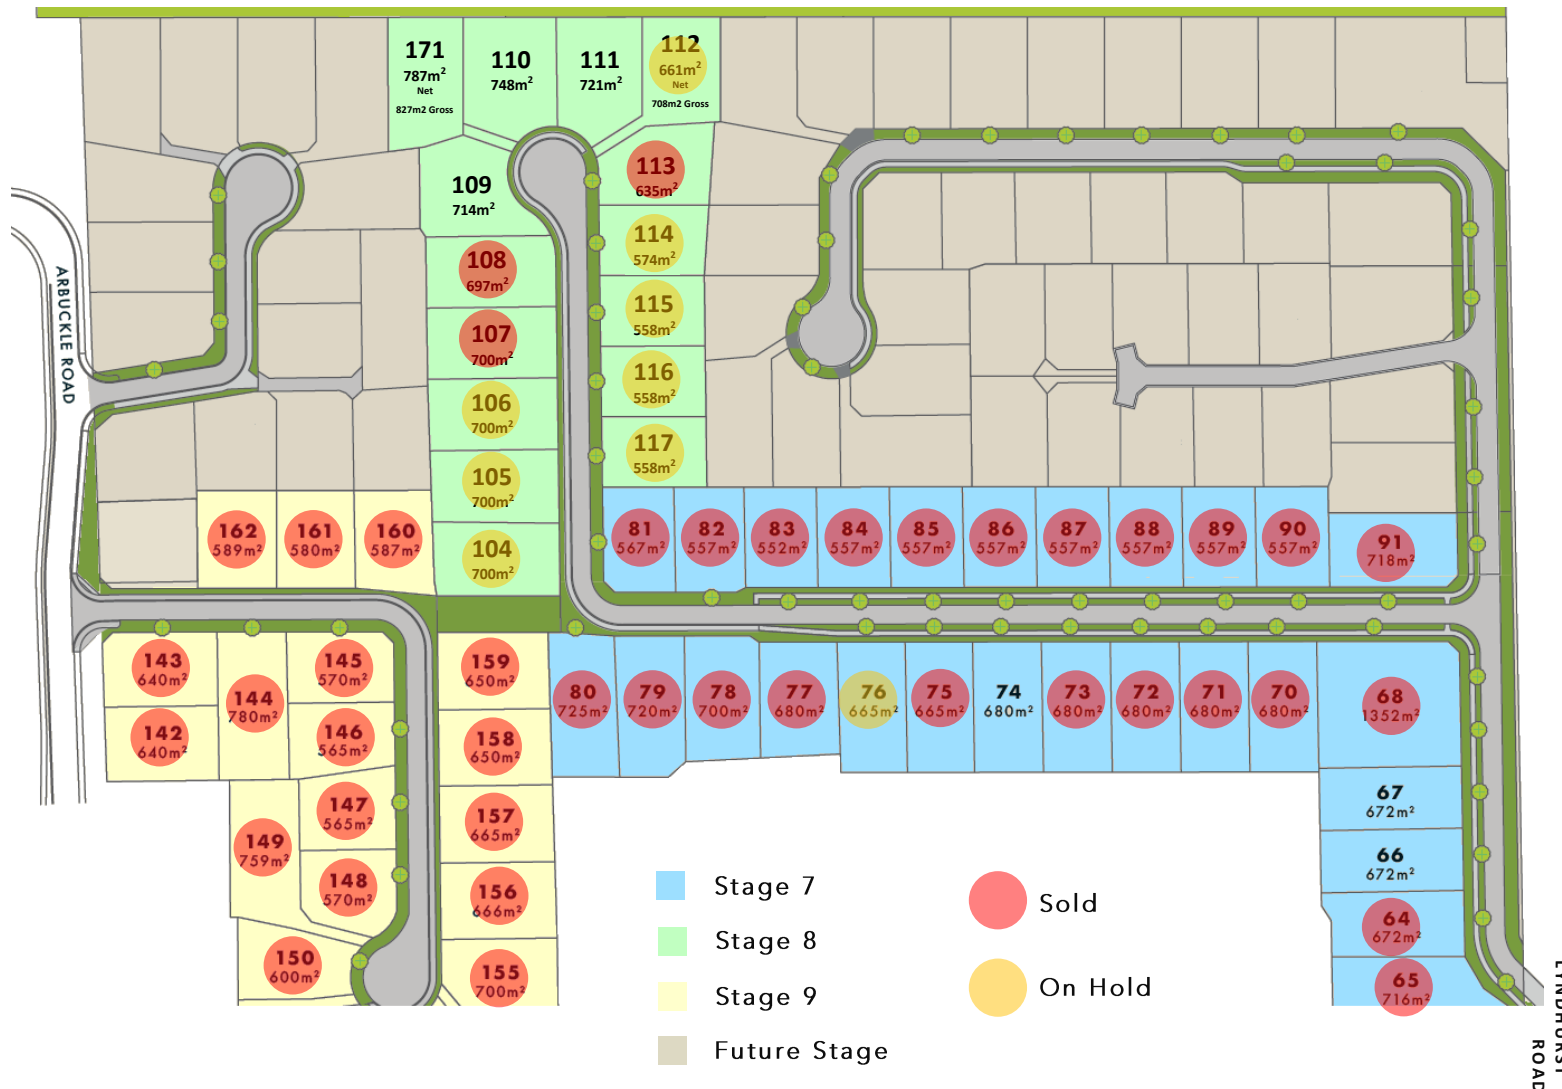 171
787m²
Net
827m2 Gross
110
748m²
111
721m²
112
661m²
Net
708m2 Gross
113
635m²
109
714m²
114
574m²
108
697m²
115
558m²
107
700m²
116
558m²
106
700m²
117
558m²
105
700m²
104
700m²
ARBUCKLE ROAD
162
589m²
161
580m²
160
587m²
81
567m²
82
557m²
83
552m²
84
557m²
85
557m²
86
557m²
87
557m²
88
557m²
89
557m²
90
557m²
91
718m²
143
640m²
144
780m²
145
570m²
142
640m²
146
565m²
159
650m²
158
650m²
80
725m²
79
720m²
78
700m²
77
680m²
76
665m²
75
665m²
74
680m²
73
680m²
72
680m²
71
680m²
70
680m²
68
1352m²
67
672m²
66
672m²
64
672m²
65
716m²
147
565m²
149
759m²
148
570m²
150
600m²
157
665m²
156
666m²
155
700m²
Stage 7
Stage 8
Stage 9
Future Stage
Sold
On Hold
LYNDHURST
ROAD